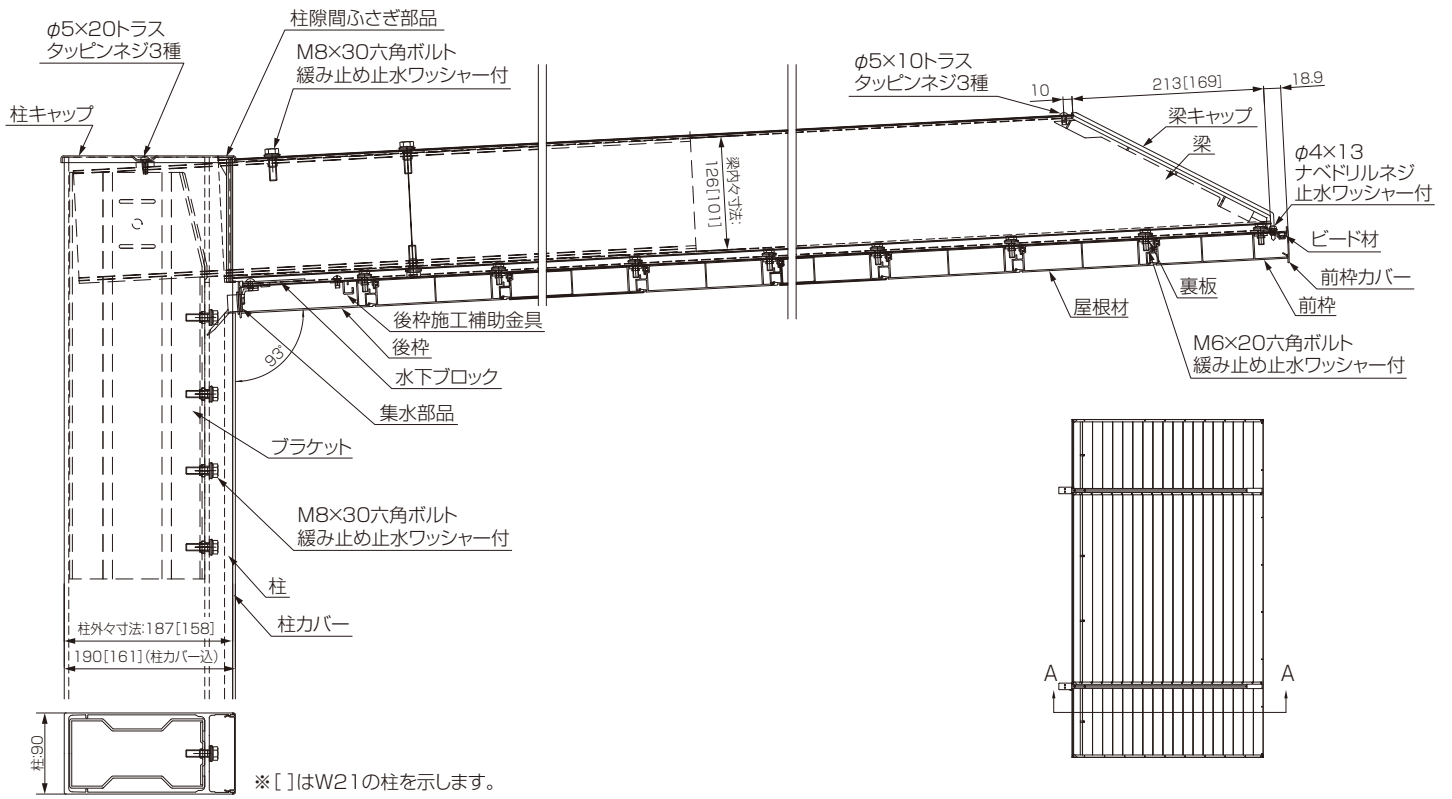 φ5×20トラス
タッピンネジ3種
柱隙間ふさぎ部品
M8×30六角ボルト
緩み止め止水ワッシャー付
柱キャップ
φ5×10トラス
タッピンネジ3種
10
213[169]
18.9
梁キャップ
梁
φ4×13
ナベドリルネジ
止水ワッシャー付
梁内々寸法:
126[101]
ビード材
前枠カバー
前枠
裏板
屋根材
M6×20六角ボルト
緩み止め止水ワッシャー付
後枠施工補助金具
後枠
93°
水下ブロック
集水部品
ブラケット
M8×30六角ボルト
緩み止め止水ワッシャー付
柱
柱カバー
柱外々寸法:187[158]
190[161](柱カバー込)
柱:90
※[ ]はW21の柱を示します。
A
A